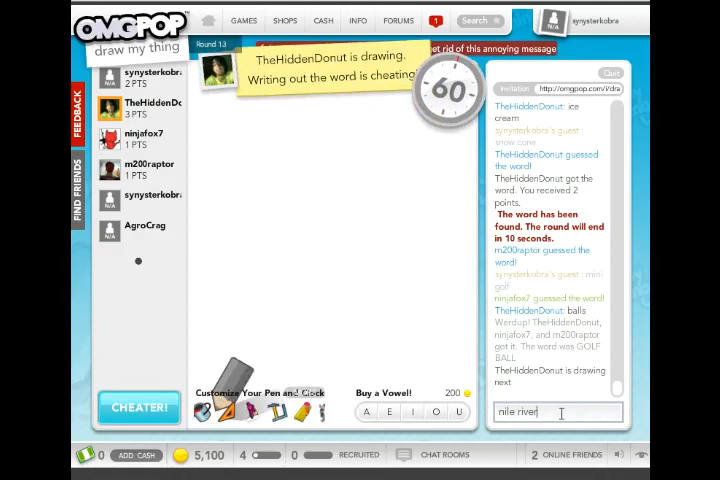 OMGPOP
GAMES SHOPS CASH INFO FORUMS 1 Search N/A synysterkobra
draw my thing
Round 13
get rid of this annoying message
TheHiddenDonut is drawing.
Writing out the word is cheating!
60
Quit
Invitation http://omgpop.com/i/dra
FEEDBACK
FIND FRIENDS
N/A synysterkobra
2 PTS
TheHiddenDo
3 PTS
ninjafox7
1 PTS
m200raptor
1 PTS
N/A synysterkobra
N/A AgroCrag
TheHiddenDonut: ice
cream
synysterkobra's guest :
snow cone
TheHiddenDonut guessed
the word!
TheHiddenDonut got the
word. You received 2
points.
The word has been
found. The round will end
in 10 seconds.
m200raptor guessed the
word!
synysterkobra's guest : mini
golf
ninjafox7 guessed the word!
TheHiddenDonut: balls
Werdup! TheHiddenDonut,
ninjafox7, and m200raptor
got it. The word was GOLF
BALL
TheHiddenDonut is drawing
next
nile river
Customize Your Pen and Clock
Buy a Vowel! 200
A E I O U
CHEATER!
0 ADD CASH 5,100 4 0 RECRUITED CHAT ROOMS 2 ONLINE FRIENDS